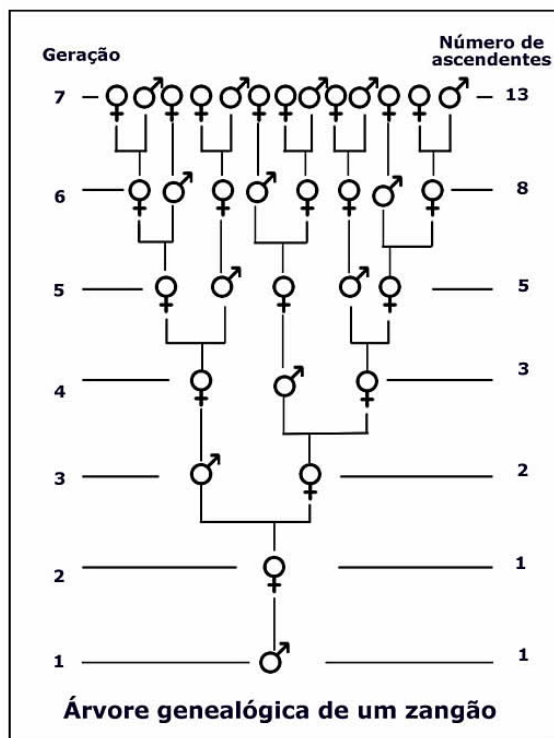 Geração
Número de
ascendentes
7 13
6 8
5 5
4 3
3 2
2 1
1 1
Árvore genealógica de um zangão